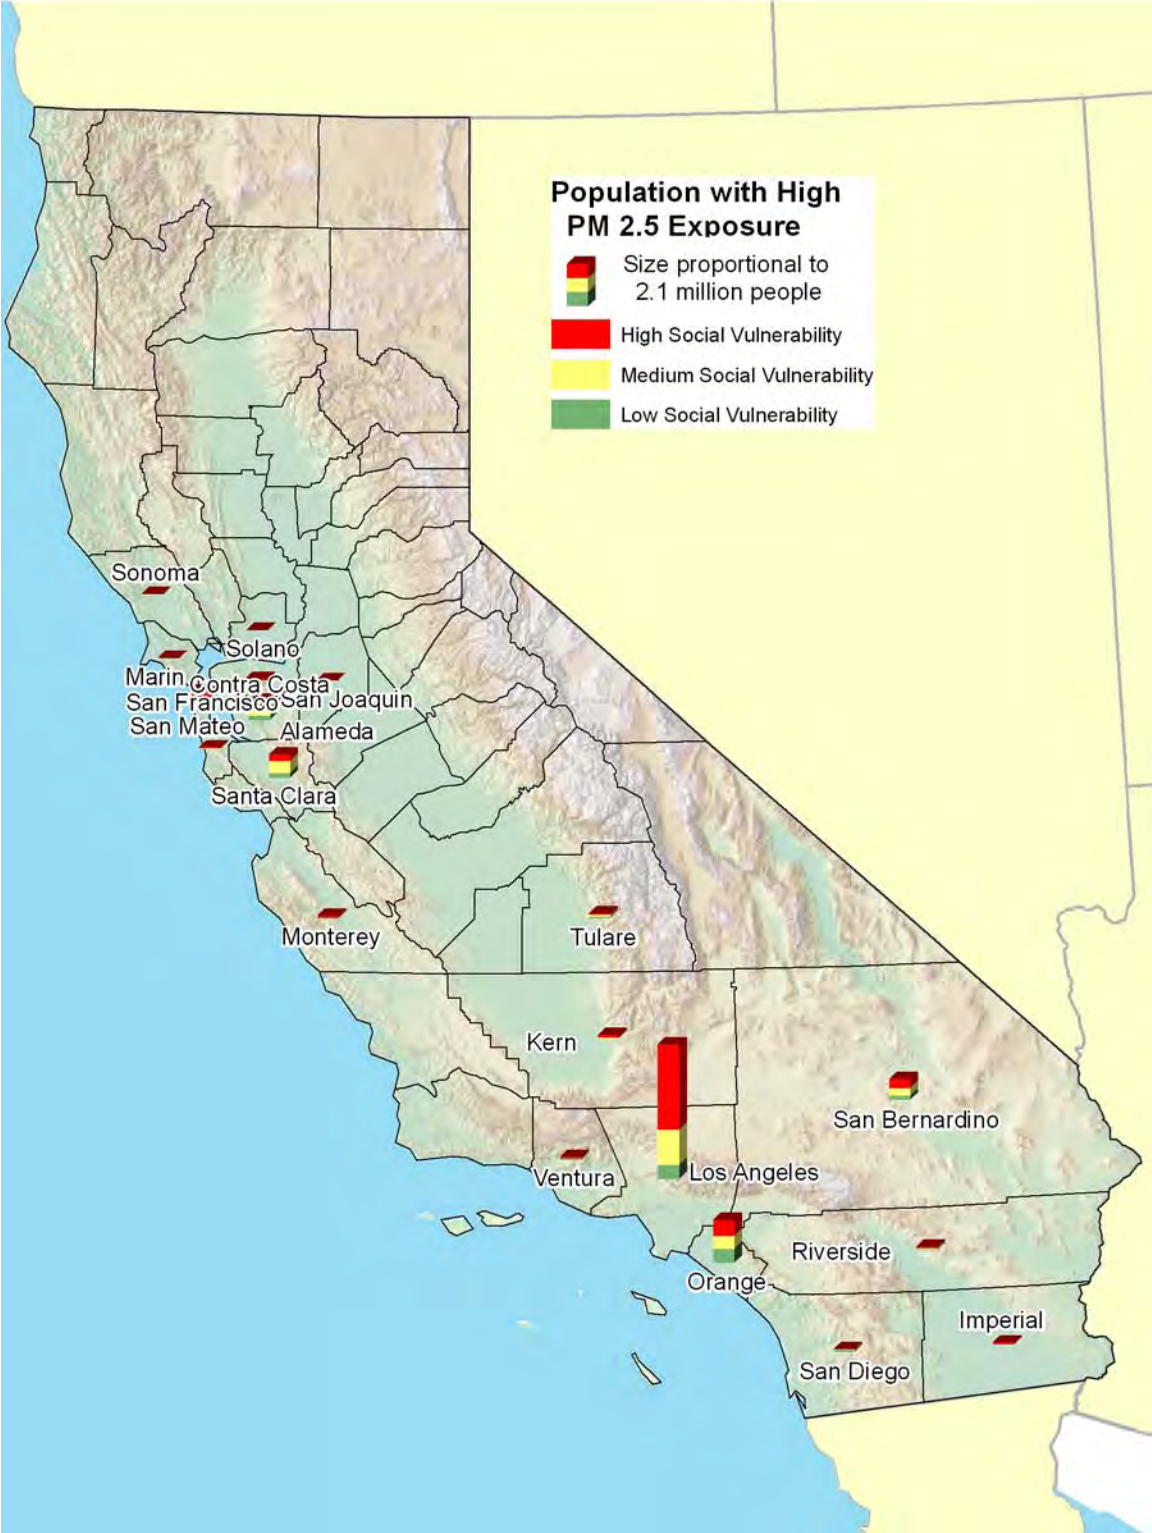 Population with High
PM 2.5 Exposure
Size proportional to
2.1 million people
High Social Vulnerability
Medium Social Vulnerability
Low Social Vulnerability
Sonoma
Solano
Marin
Contra Costa
San Francisco
San Joaquin
San Mateo
Alameda
Santa Clara
Monterey
Tulare
Kern
San Bernardino
Ventura
Los Angeles
Riverside
Orange
Imperial
San Diego